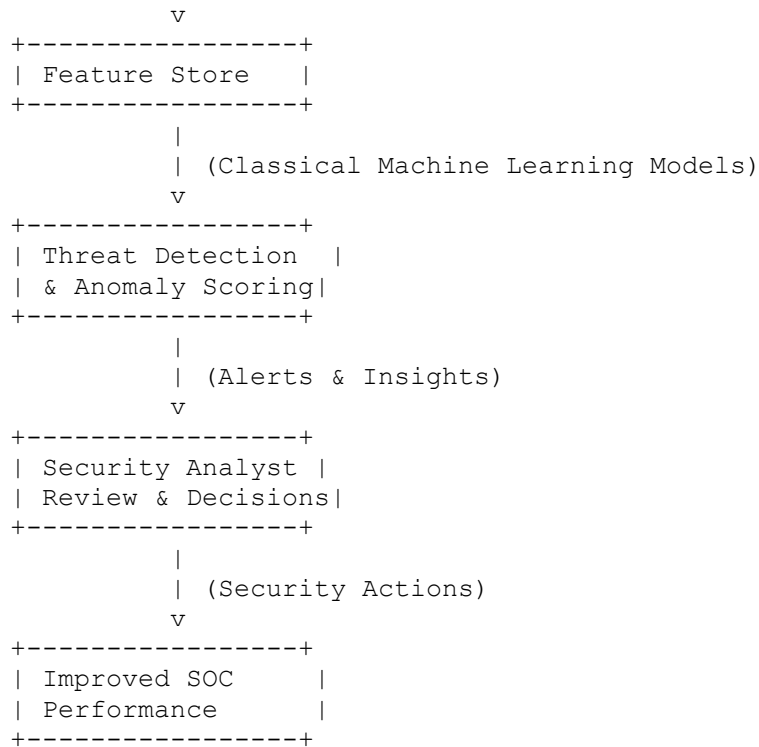 v
+-----------------+
| Feature Store   |
+-----------------+
          |
          | (Classical Machine Learning Models)
          v
+-----------------+
| Threat Detection  |
| & Anomaly Scoring|
+-----------------+
          |
          | (Alerts & Insights)
          v
+-----------------+
| Security Analyst |
| Review & Decisions|
+-----------------+
          |
          | (Security Actions)
          v
+-----------------+
| Improved SOC     |
| Performance      |
+-----------------+